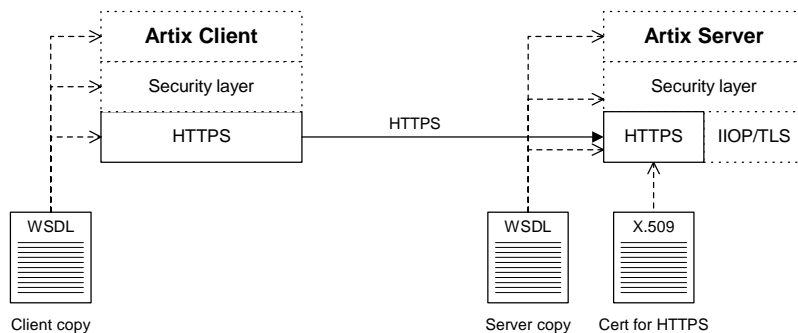 Artix Client
Artix Server
Security layer
Security layer
HTTPS
HTTPS
HTTPS
IIOP/TLS
WSDL
WSDL
X.509
Client copy
Server copy
Cert for HTTPS